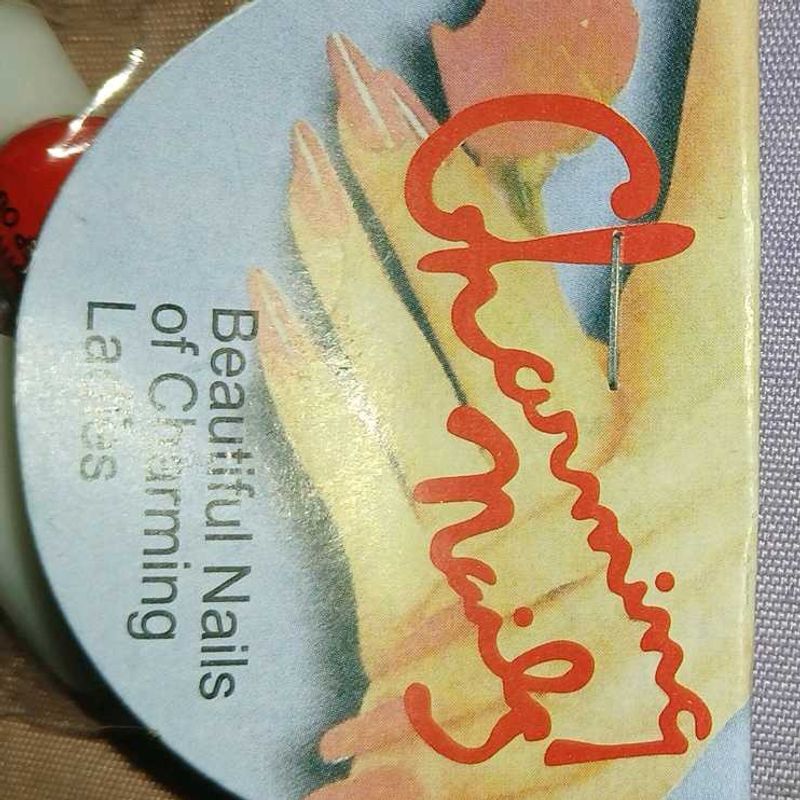 Charming
Nails
Beautiful Nails
of Charming
Ladies